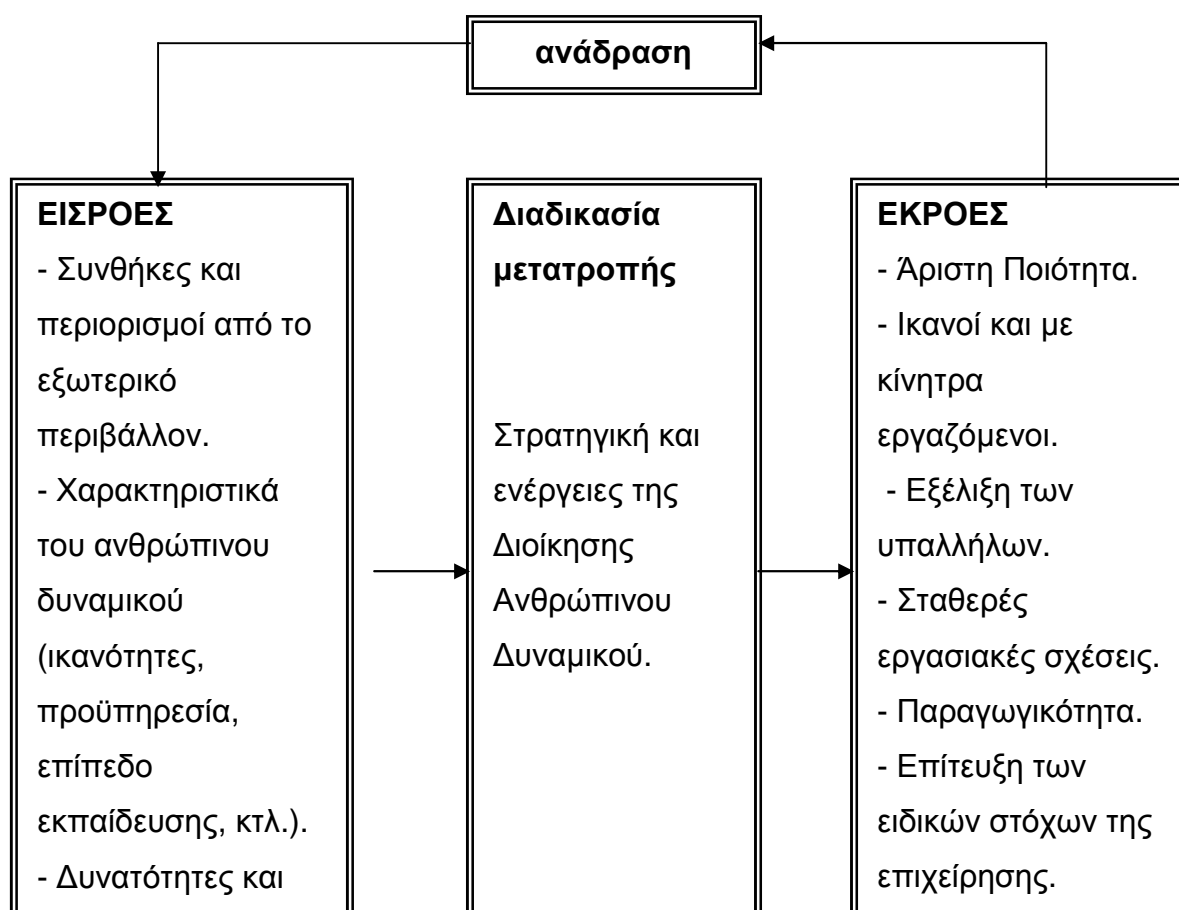 ανάδραση
ΕΙΣΡΟΕΣ
- Συνθήκες και
περιορισμοί από το
εξωτερικό
περιβάλλον.
- Χαρακτηριστικά
του ανθρώπινου
δυναμικού
(ικανότητες,
προϋπηρεσία,
επίπεδο
εκπαίδευσης, κτλ.).
- Δυνατότητες και
Διαδικασία
μετατροπής
Στρατηγική και
ενέργειες της
Διοίκησης
Ανθρώπινου
Δυναμικού.
ΕΚΡΟΕΣ
- Άριστη Ποιότητα.
- Ικανοί και με
κίνητρα
εργαζόμενοι.
- Εξέλιξη των
υπαλλήλων.
- Σταθερές
εργασιακές σχέσεις.
- Παραγωγικότητα.
- Επίτευξη των
ειδικών στόχων της
επιχείρησης.